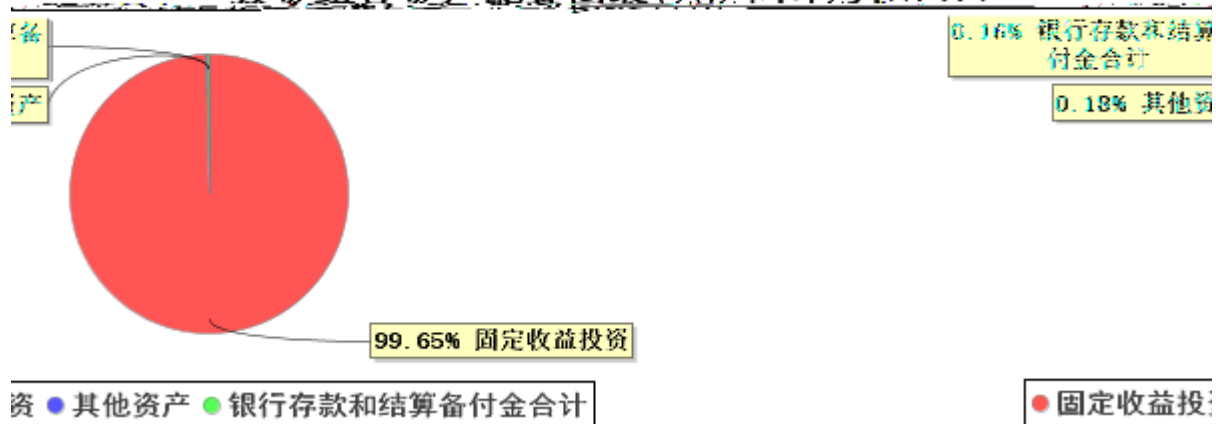 备
0.16% 银行存款和结算
付金合计
产
0.18% 其他资
99.65% 固定收益投资
资 其他资产 银行存款和结算备付金合计
固定收益投